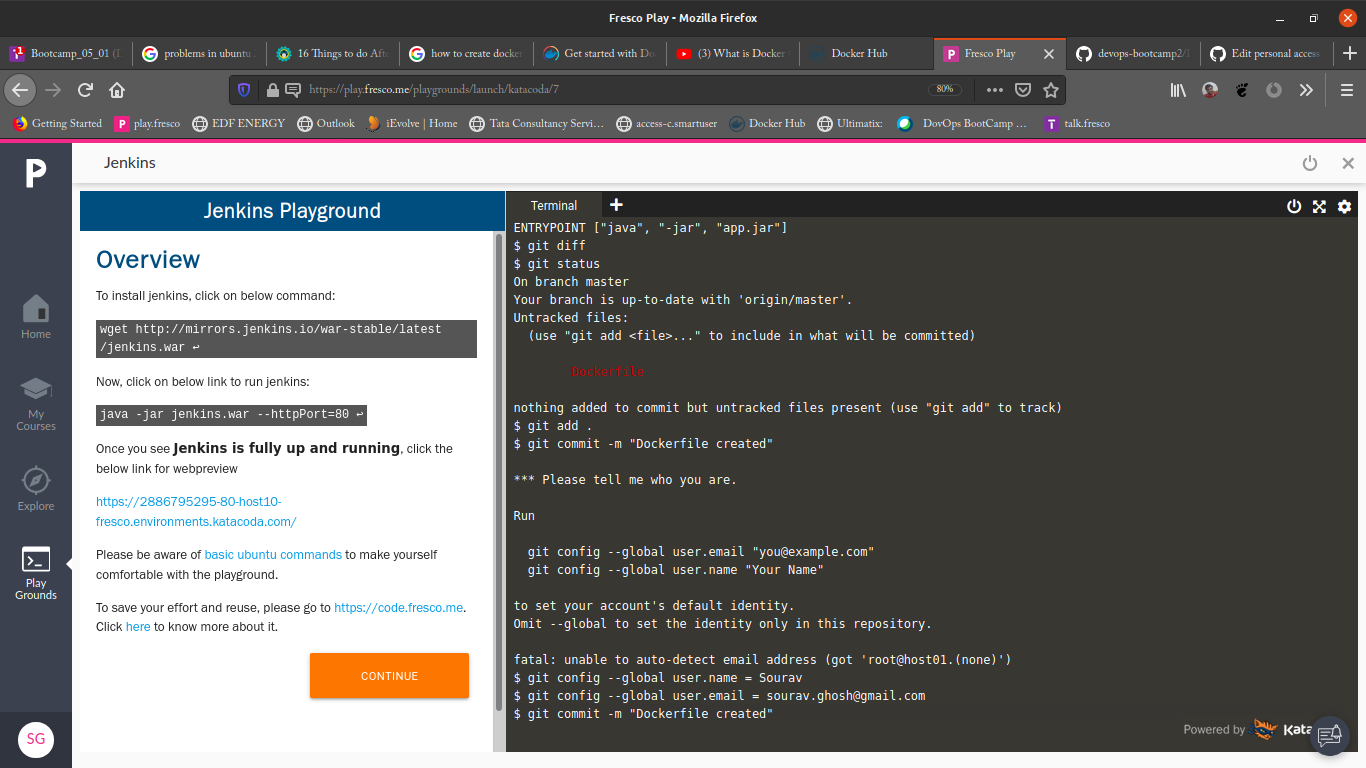 Fresco Play - Mozilla Firefox
Bootcamp_05_01 (1
problems in ubuntu
16 Things to do Afte
how to create docke
Get started with Do
(3) What is Docker
Docker Hub
Fresco Play
devops-bootcamp2/1
Edit personal access
https://play.fresco.me/playgrounds/launch/katacoda/7
80%
Getting Started
play.fresco
EDF ENERGY
Outlook
iEvolve | Home
Tata Consultancy Servi…
access-c.smartuser
Docker Hub
Ultimatix:
DovOps BootCamp …
talk.fresco
Jenkins
Home
My
Courses
Explore
Play
Grounds
SG
Jenkins Playground
Overview
To install jenkins, click on below command:
wget http://mirrors.jenkins.io/war-stable/latest
/jenkins.war ↩
Now, click on below link to run jenkins:
java -jar jenkins.war --httpPort=80 ↩
Once you see Jenkins is fully up and running, click the
below link for webpreview
https://2886795295-80-host10-
fresco.environments.katacoda.com/
Please be aware of basic ubuntu commands to make yourself
comfortable with the playground.
To save your effort and reuse, please go to https://code.fresco.me.
Click here to know more about it.
CONTINUE
Terminal
ENTRYPOINT ["java", "-jar", "app.jar"]
$ git diff
$ git status
On branch master
Your branch is up-to-date with 'origin/master'.
Untracked files:
  (use "git add <file>..." to include in what will be committed)
        Dockerfile
nothing added to commit but untracked files present (use "git add" to track)
$ git add .
$ git commit -m "Dockerfile created"
*** Please tell me who you are.
Run
  git config --global user.email "you@example.com"
  git config --global user.name "Your Name"
to set your account's default identity.
Omit --global to set the identity only in this repository.
fatal: unable to auto-detect email address (got 'root@host01.(none)')
$ git config --global user.name = Sourav
$ git config --global user.email = sourav.ghosh@gmail.com
$ git commit -m "Dockerfile created"
Powered by Kata